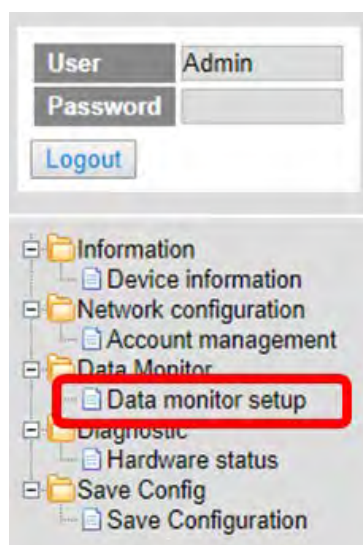 User Admin
Password
Logout
Information
Device information
Network configuration
Account management
Data Monitor
Data monitor setup
Diagnostic
Hardware status
Save Config
Save Configuration